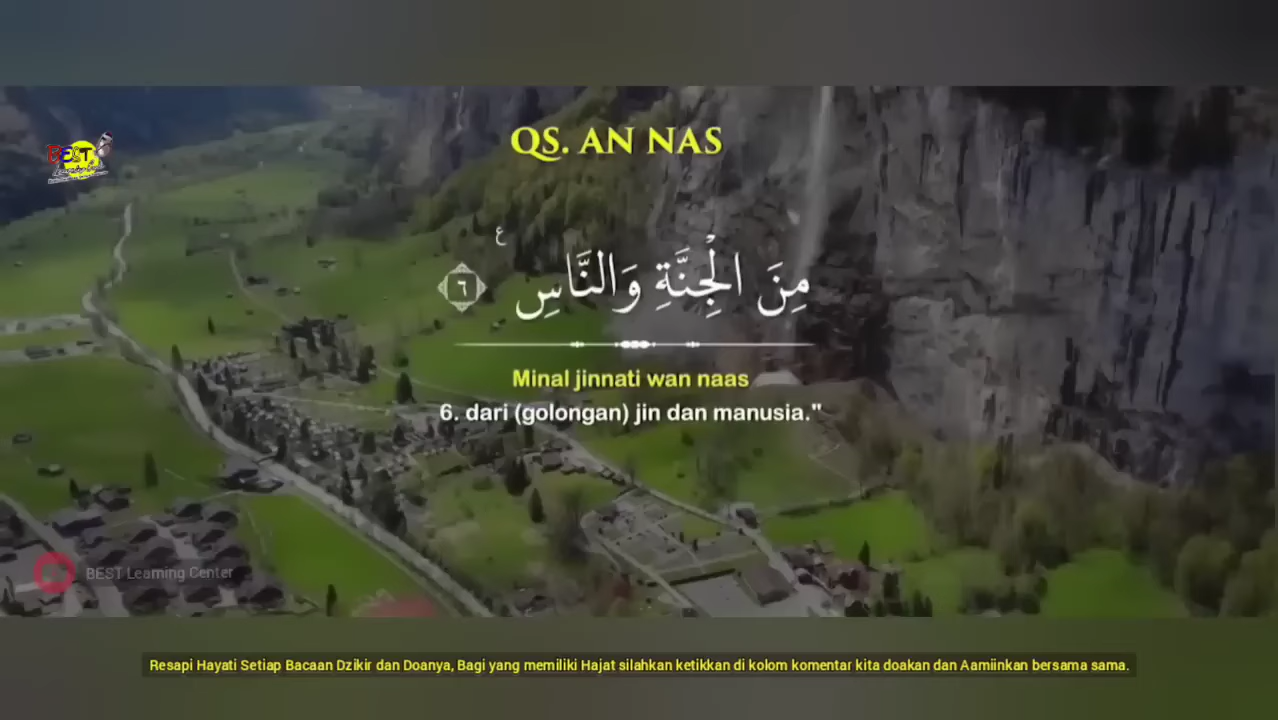 BEST
QS. AN NAS
ع
مِنَ الْجِنَّةِ وَالنَّاسِ ٦
Minal jinnati wan naas
6. dari (golongan) jin dan manusia."
BEST Learning Center
Resapi Hayati Setiap Bacaan Dzikir dan Doanya, Bagi yang memiliki Hajat silahkan ketikkan di kolom komentar kita doakan dan Aamiinkan bersama sama.